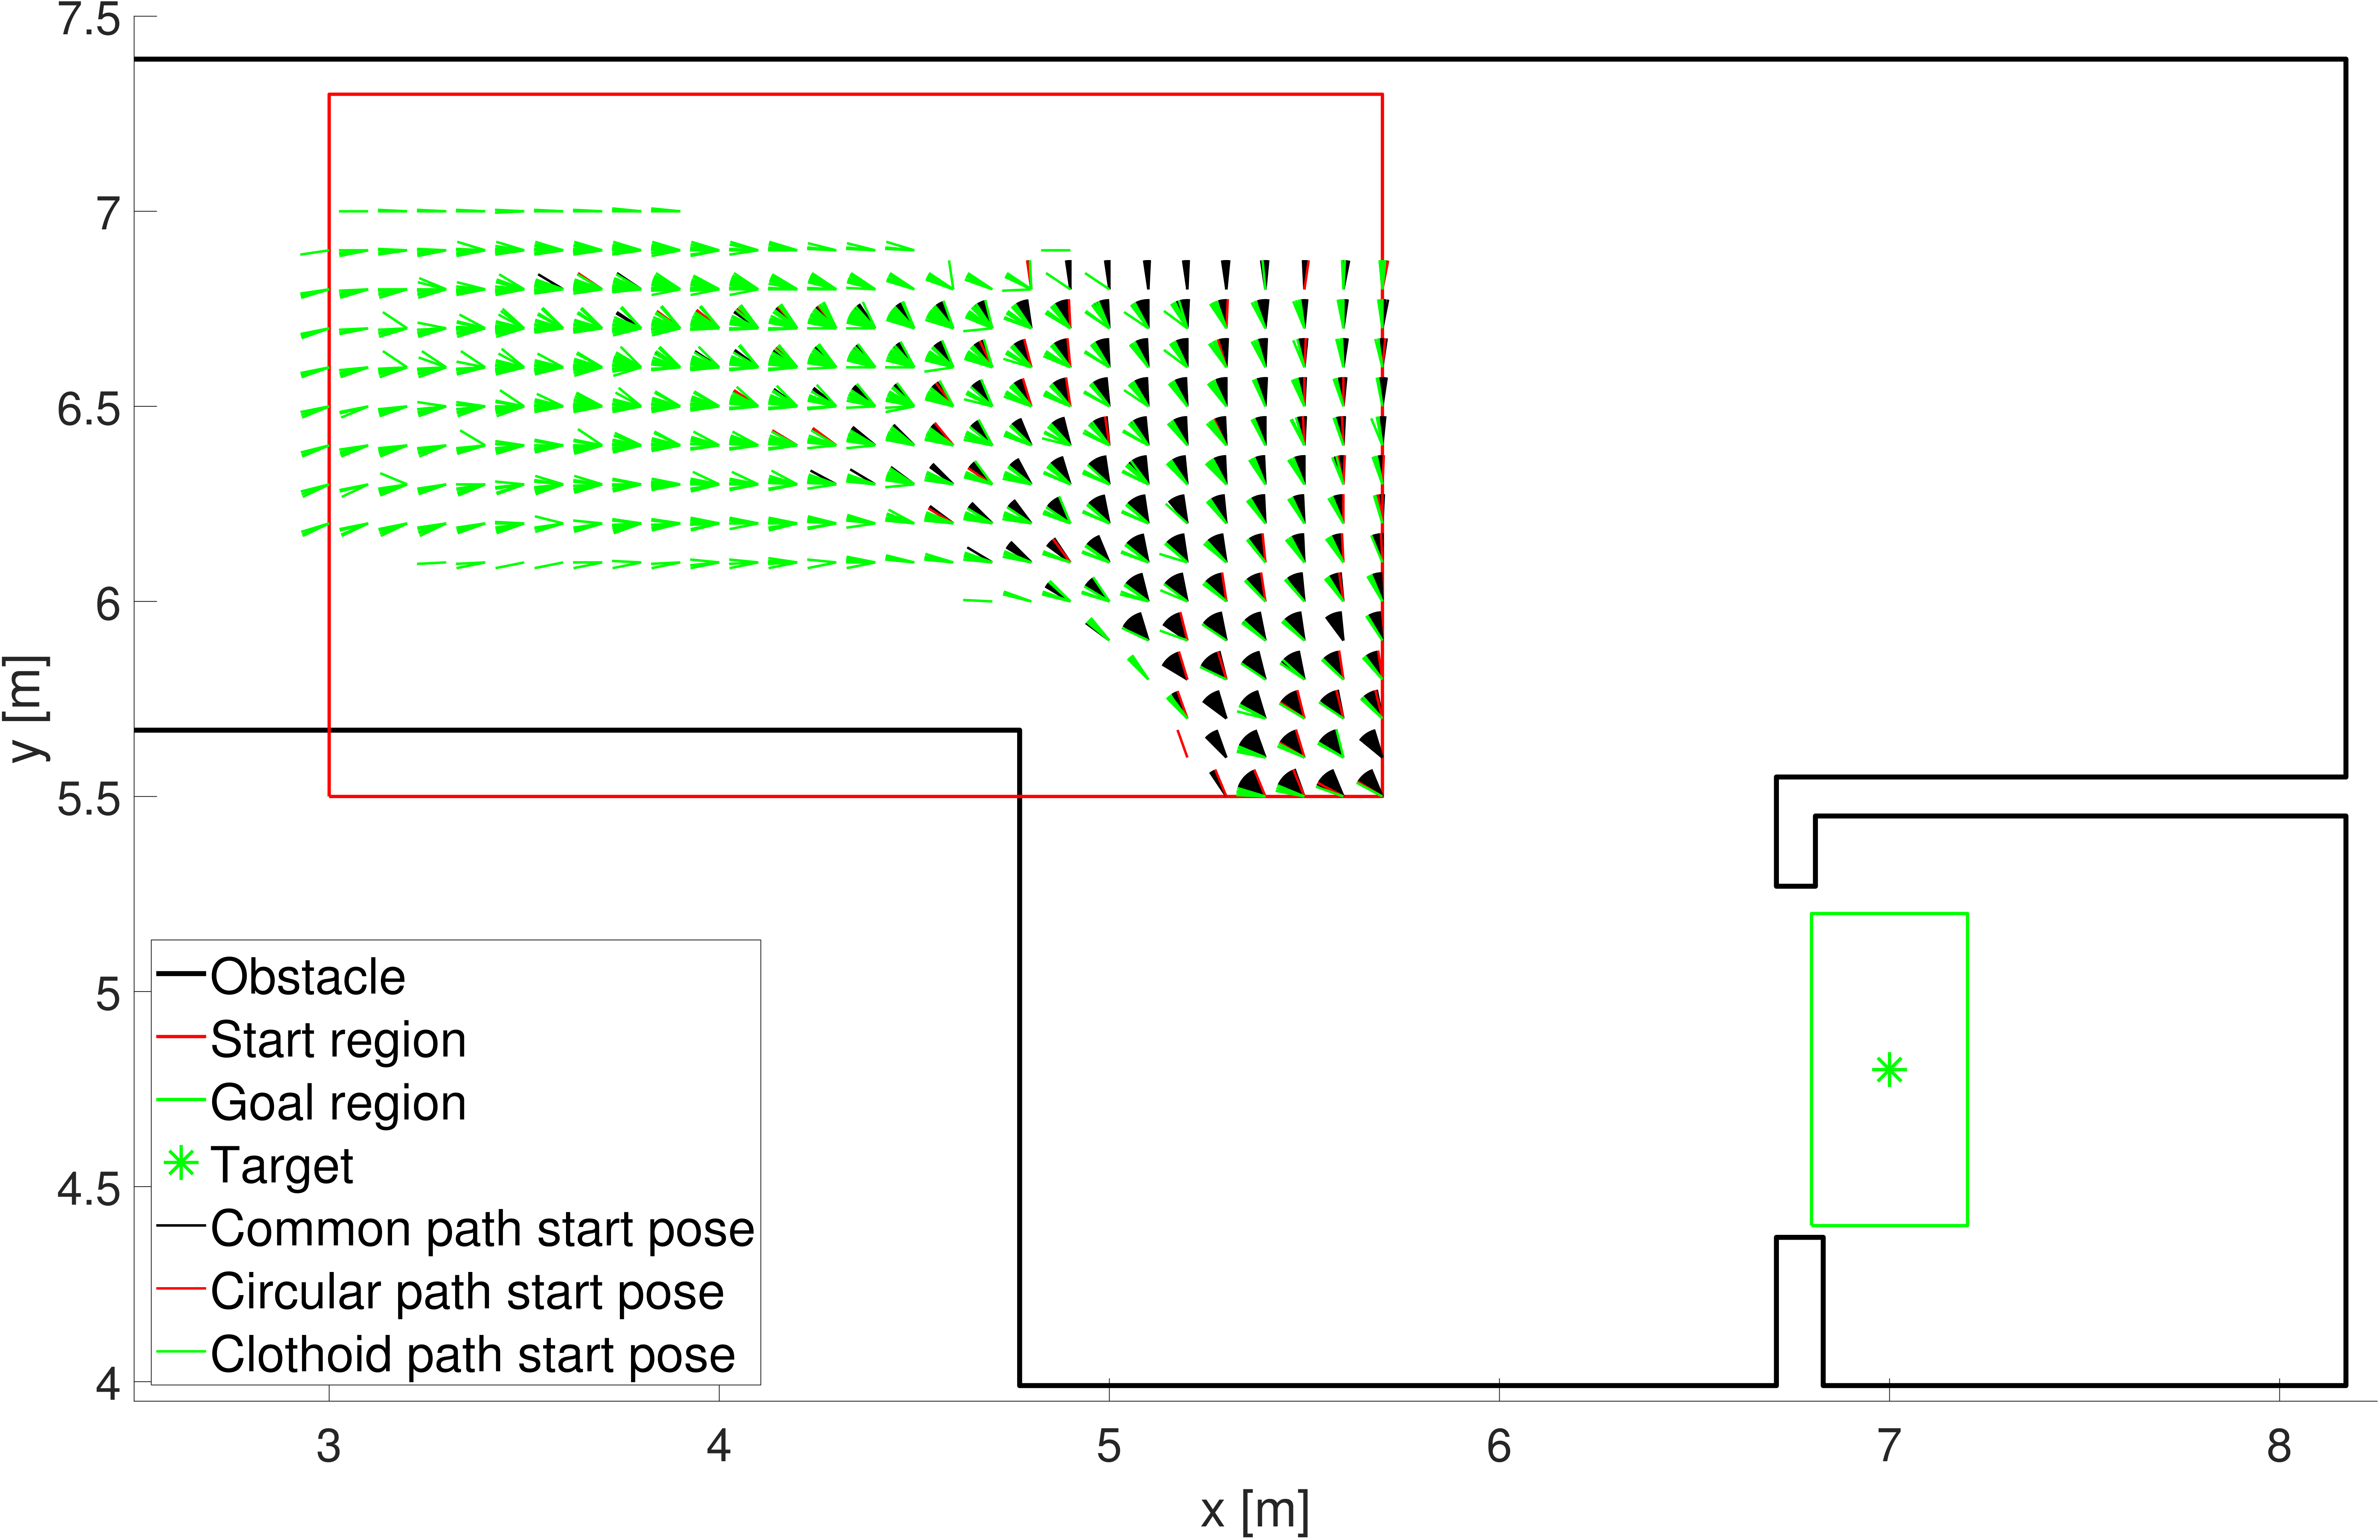 7.5
7
6.5
6
5.5
5
4.5
4
y [m]
Obstacle
Start region
Goal region
Target
Common path start pose
Circular path start pose
Clothoid path start pose
3
4
5
6
7
8
x [m]